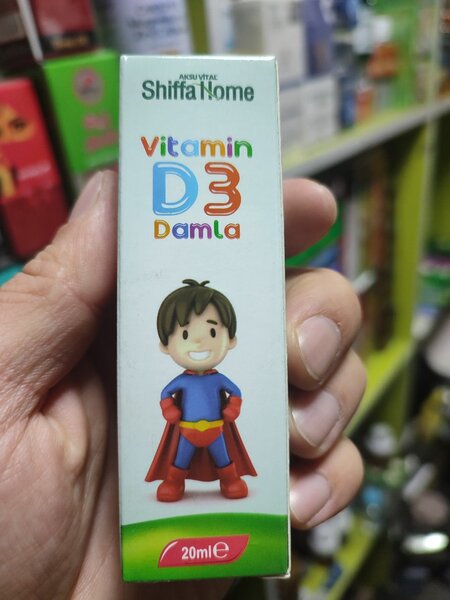 AKSU VİTAL
Shiffa Home
Vitamin
D3
Damla
20ml℮